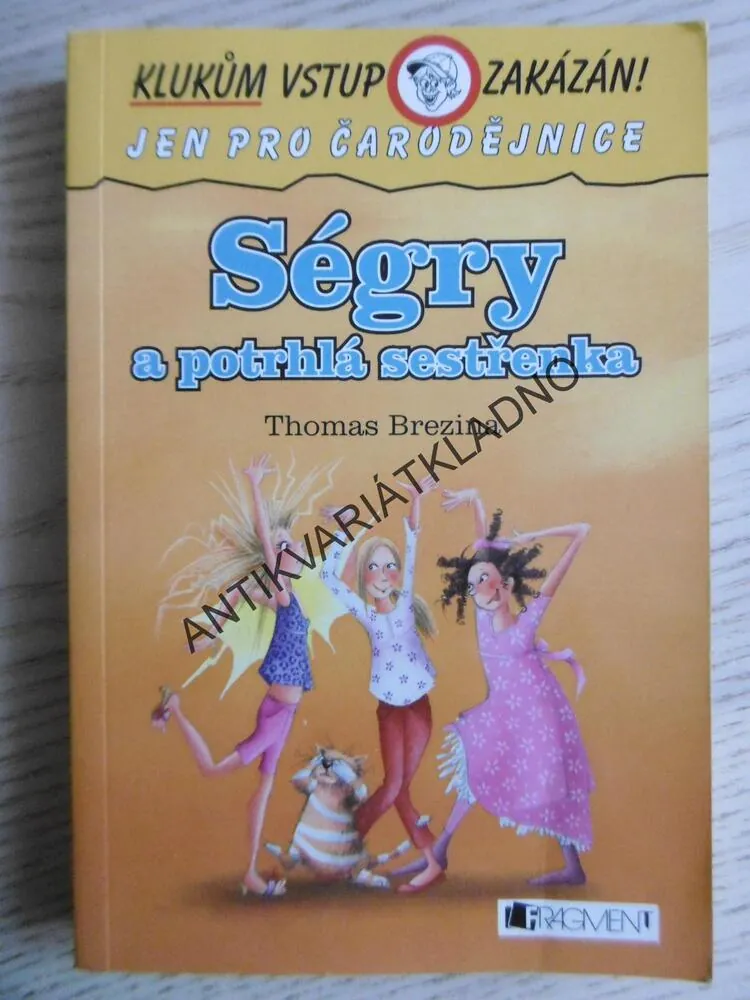 KLUKŮM VSTUP ZAKÁZÁN!
JEN PRO ČARODĚJNICE
Ségry
a potrhlá sestřenka
Thomas Brezina
ANTIKVARIÁTKLADNO
FRAGMENT